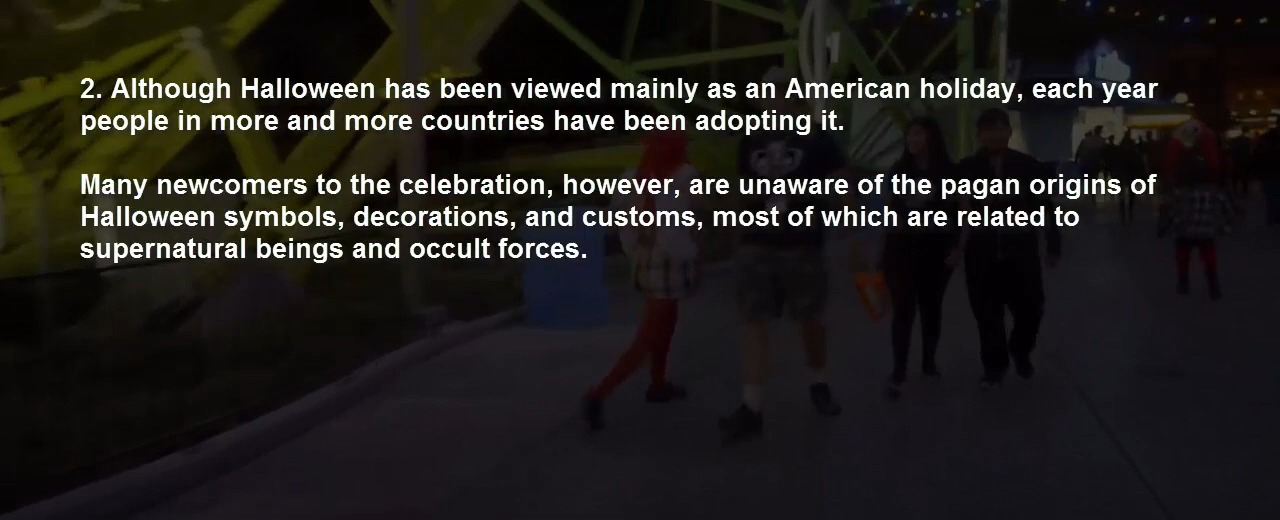 2. Although Halloween has been viewed mainly as an American holiday, each year
people in more and more countries have been adopting it.
Many newcomers to the celebration, however, are unaware of the pagan origins of
Halloween symbols, decorations, and customs, most of which are related to
supernatural beings and occult forces.